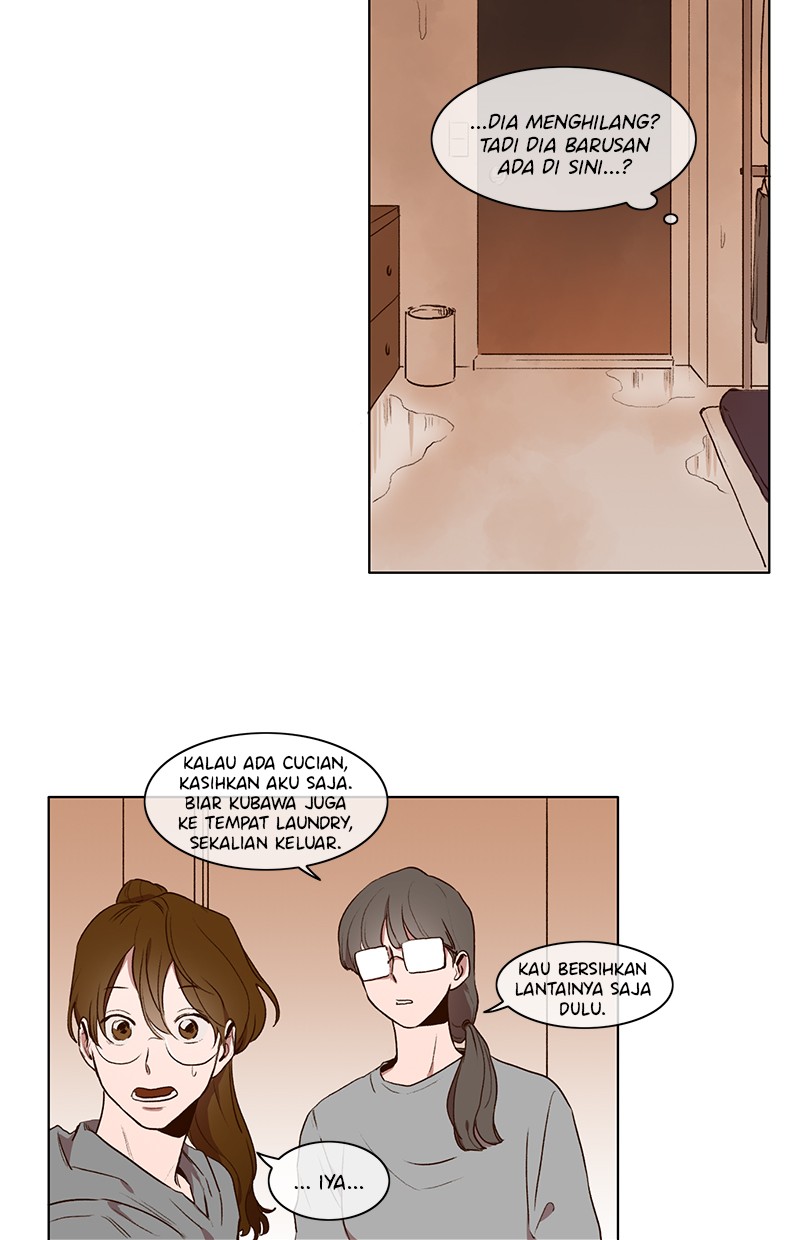 ...DIA MENGHILANG?
TADI DIA BARUSAN
ADA DI SINI...?
KALAU ADA CUCIAN,
KASIHKAN AKU SAJA.
BIAR KUBAWA JUGA
KE TEMPAT LAUNDRY,
SEKALIAN KELUAR.
KAU BERSIHKAN
LANTAINYA SAJA
DULU.
... IYA...